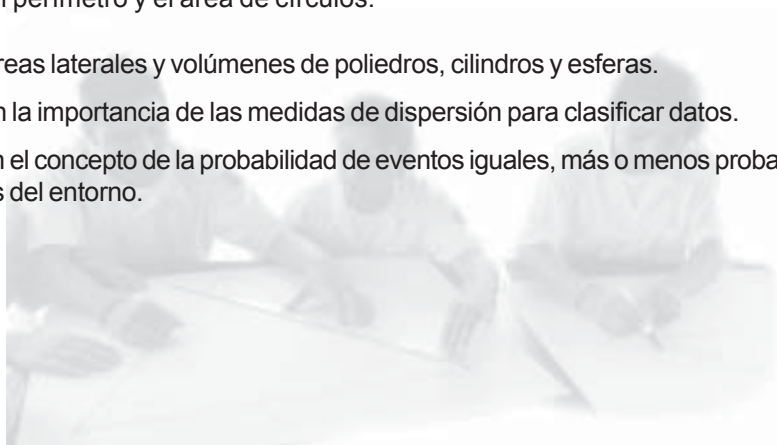 perímetro y el área de círculos.
reas laterales y volúmenes de poliedros, cilindros y esferas.
n la importancia de las medidas de dispersión para clasificar datos.
n el concepto de la probabilidad de eventos iguales, más o menos proba
s del entorno.